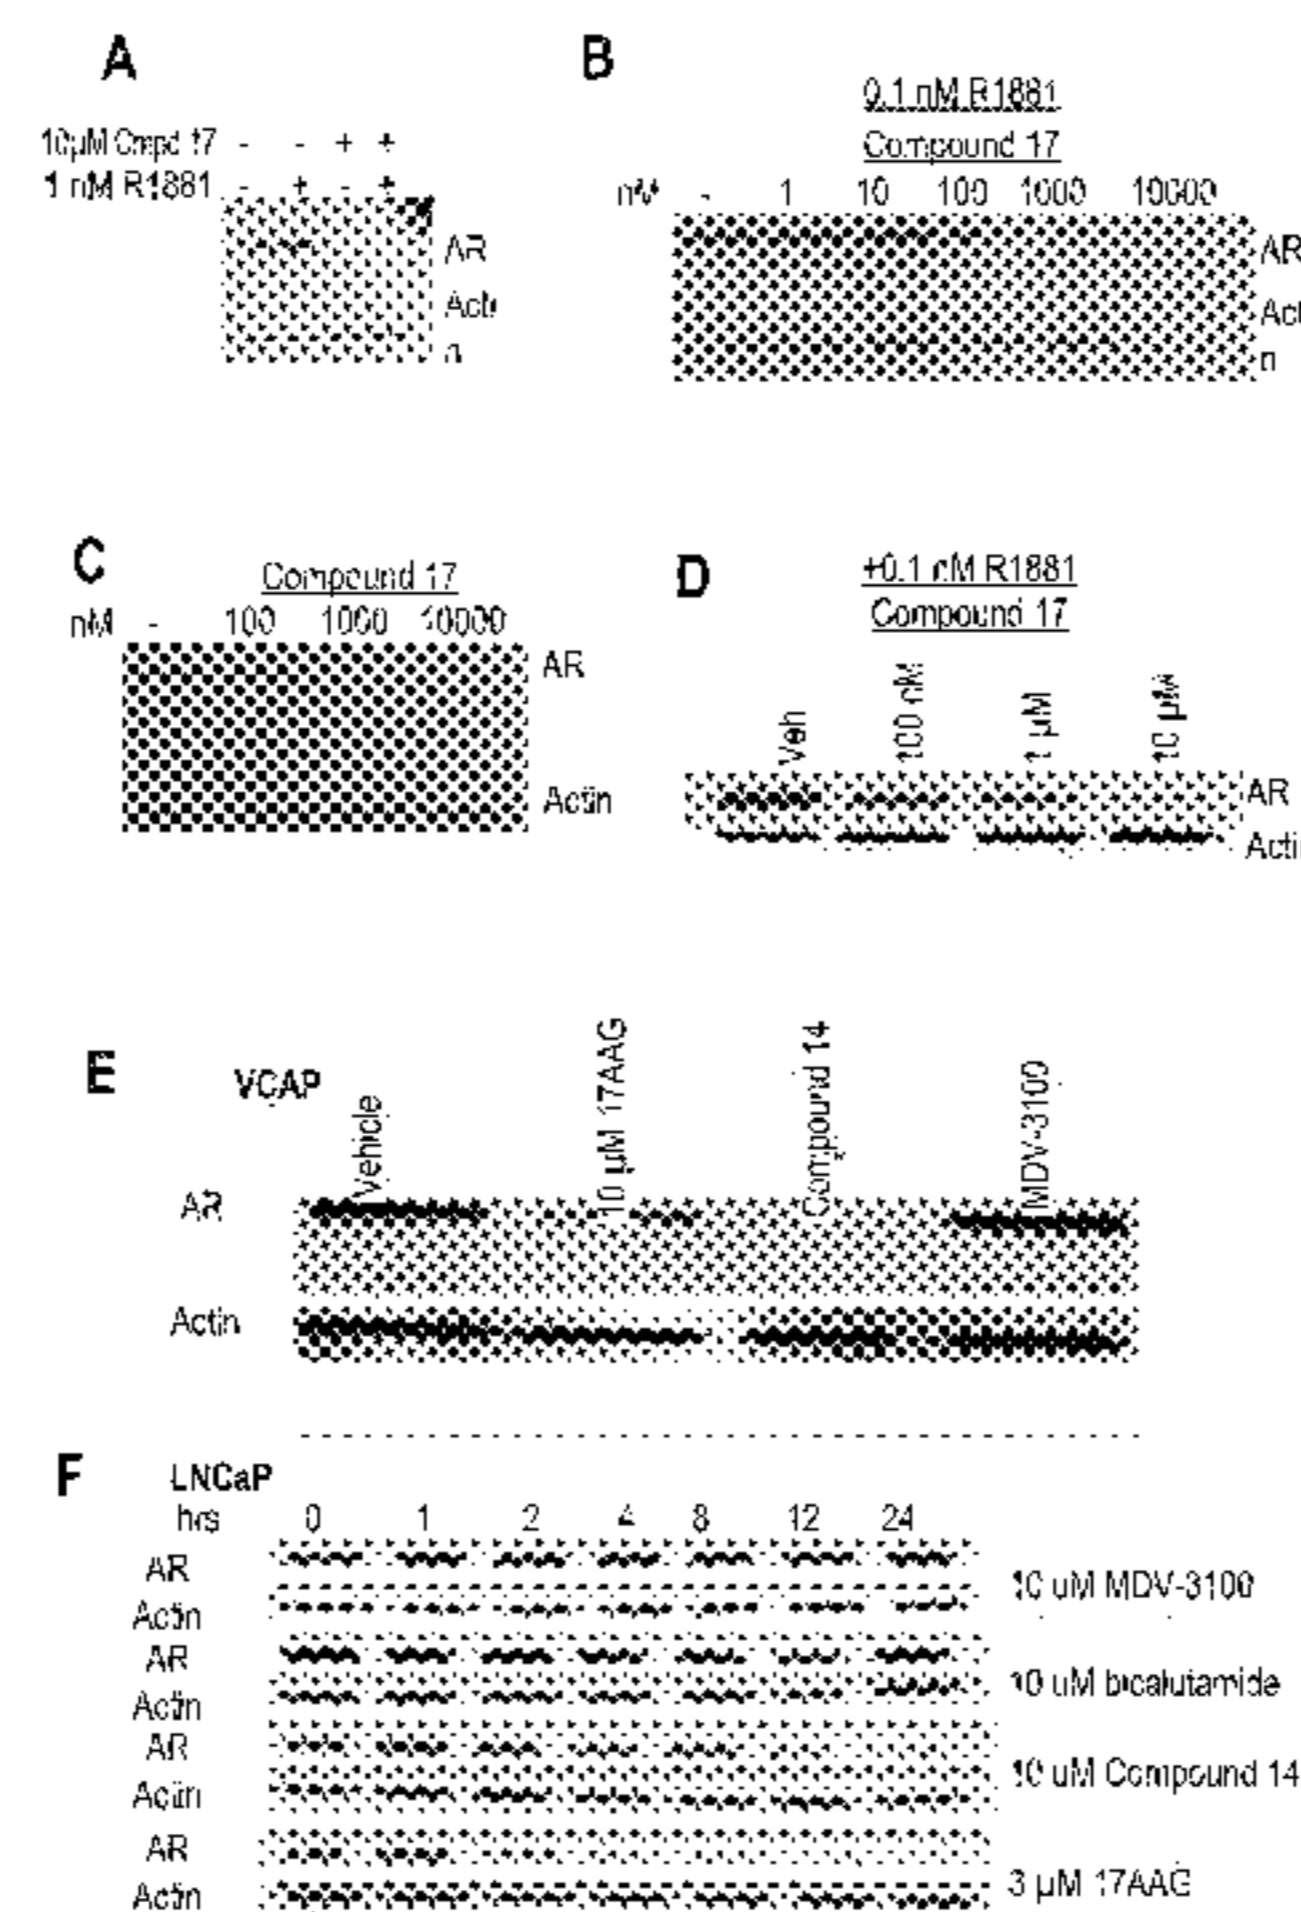 A
10µM Cmpd 17 - - + +
1 nM R1881 - + - +
AR
Acti
n
B
0.1 nM R1881
Compound 17
nM - 1 10 100 1000 10000
AR
Act
n
C
Compound 17
nM - 100 1000 10000
AR
Actin
D
+0.1 nM R1881
Compound 17
Veh 100 nM 1 µM 10 µM
AR
Acti
E
VCAP
Vehicle 10 µM 17AAG Compound 14 MDV-3100
AR
Actin
F
LNCaP
hrs 0 1 2 4 8 12 24
AR
10 uM MDV-3100
Actin
AR
10 uM bicalutamide
Actin
AR
10 uM Compound 14
Actin
AR
3 µM 17AAG
Actin